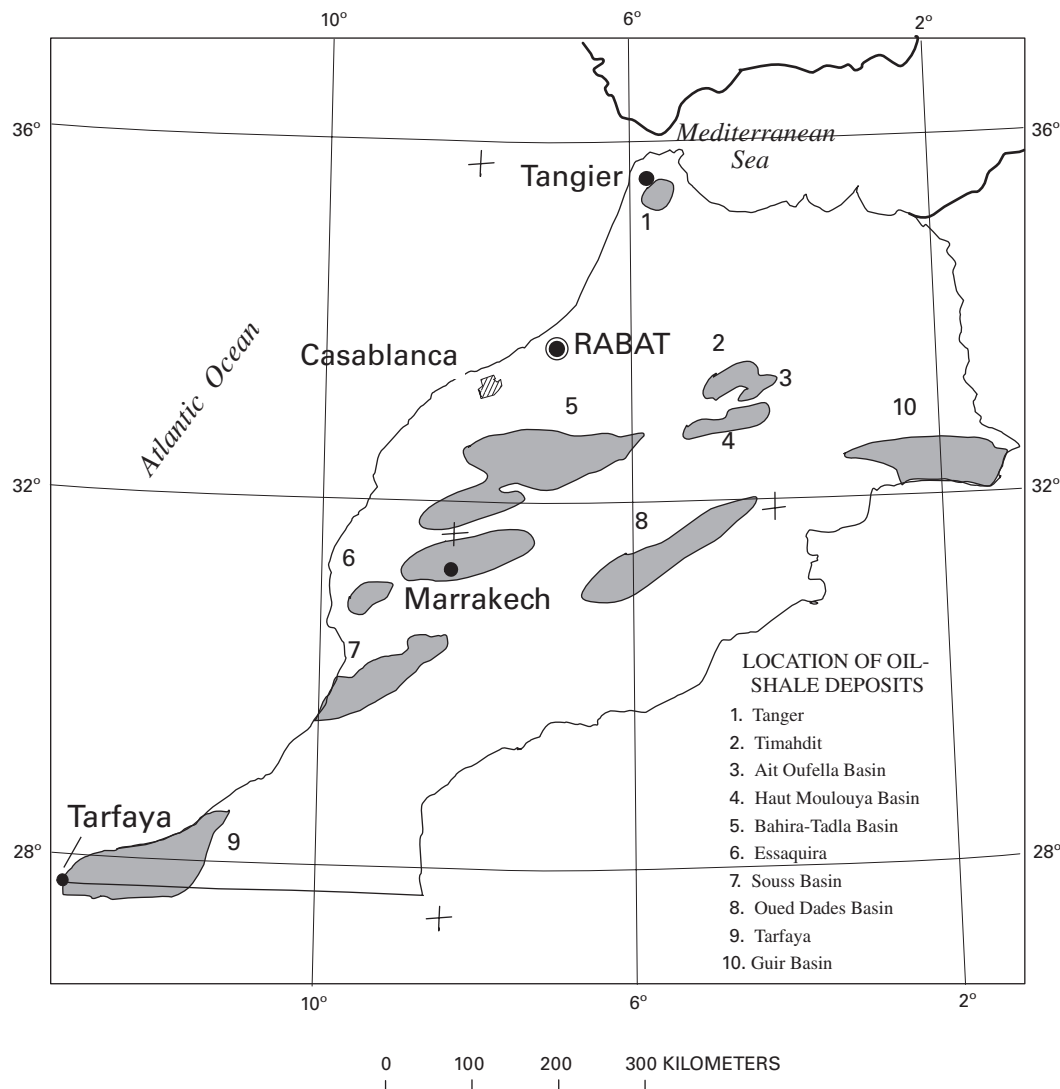 10° 6° 2°
36° 36°
Mediterranean
Sea
Tangier
1
Atlantic Ocean
Casablanca
RABAT
2
3
5
10
4
32° 32°
8
6
Marrakech
7
LOCATION OF OIL-
SHALE DEPOSITS
1. Tanger
2. Timahdit
3. Ait Oufella Basin
4. Haut Moulouya Basin
5. Bahira-Tadla Basin
6. Essaquira
7. Souss Basin
8. Oued Dades Basin
9. Tarfaya
10. Guir Basin
Tarfaya
9
28° 28°
10° 6° 2°
0 100 200 300 KILOMETERS